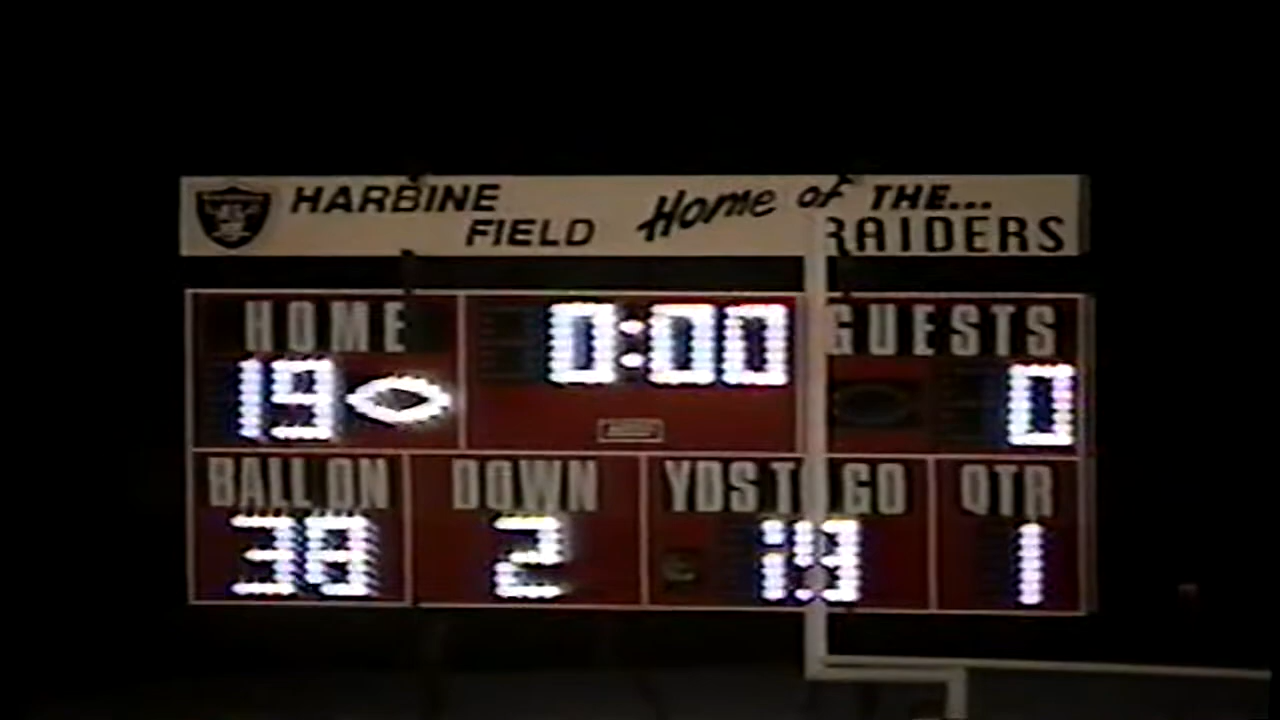 HARBINE
FIELD
Home of THE...
RAIDERS
HOME
0:00
GUESTS
19
0
BALL ON
DOWN
YDS TO GO
QTR
38
2
19
1